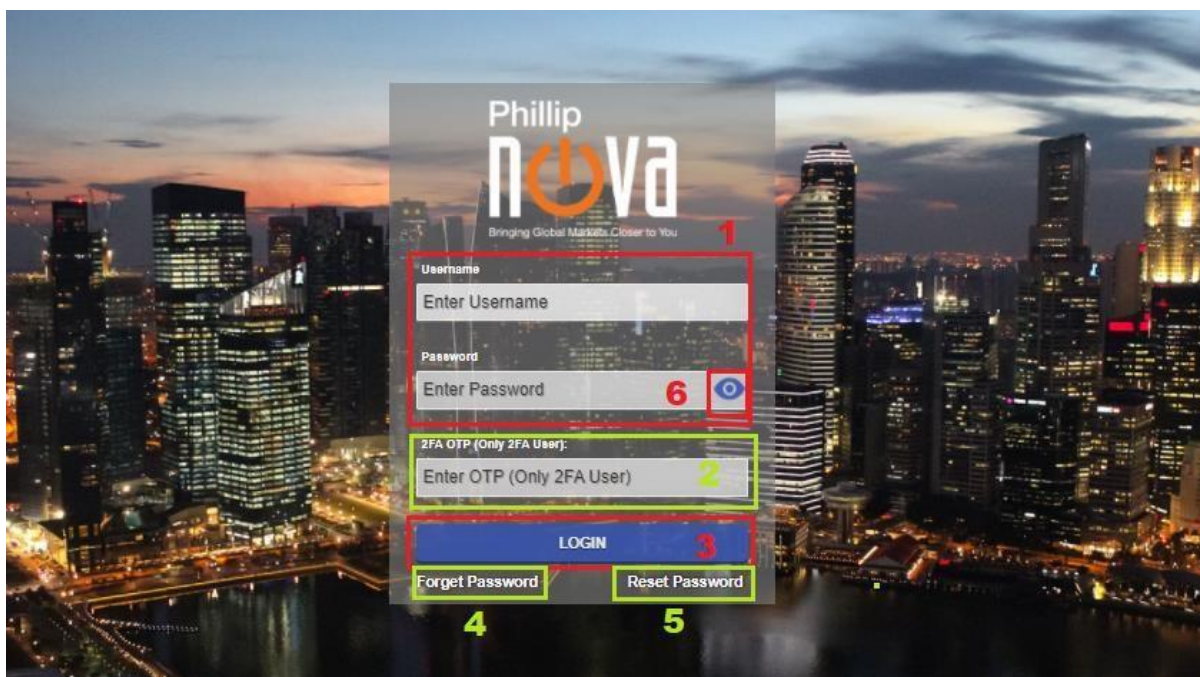 Phillip
nova
Bringing Global Markets Closer to You
1
Username
Enter Username
Password
Enter Password
6
2FA OTP (Only 2FA User):
Enter OTP (Only 2FA User)
2
LOGIN
3
Forget Password
Reset Password
4
5